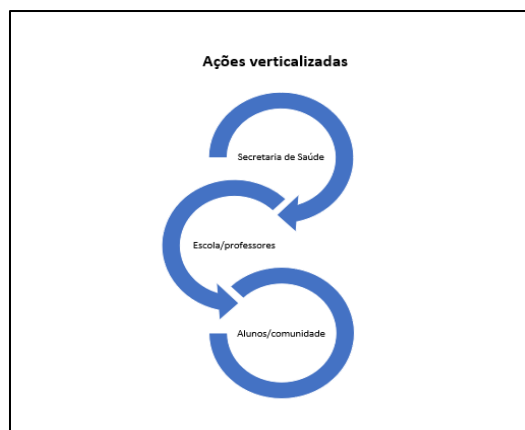 Ações verticalizadas
Secretaria de Saúde
Escola/professores
Alunos/comunidade